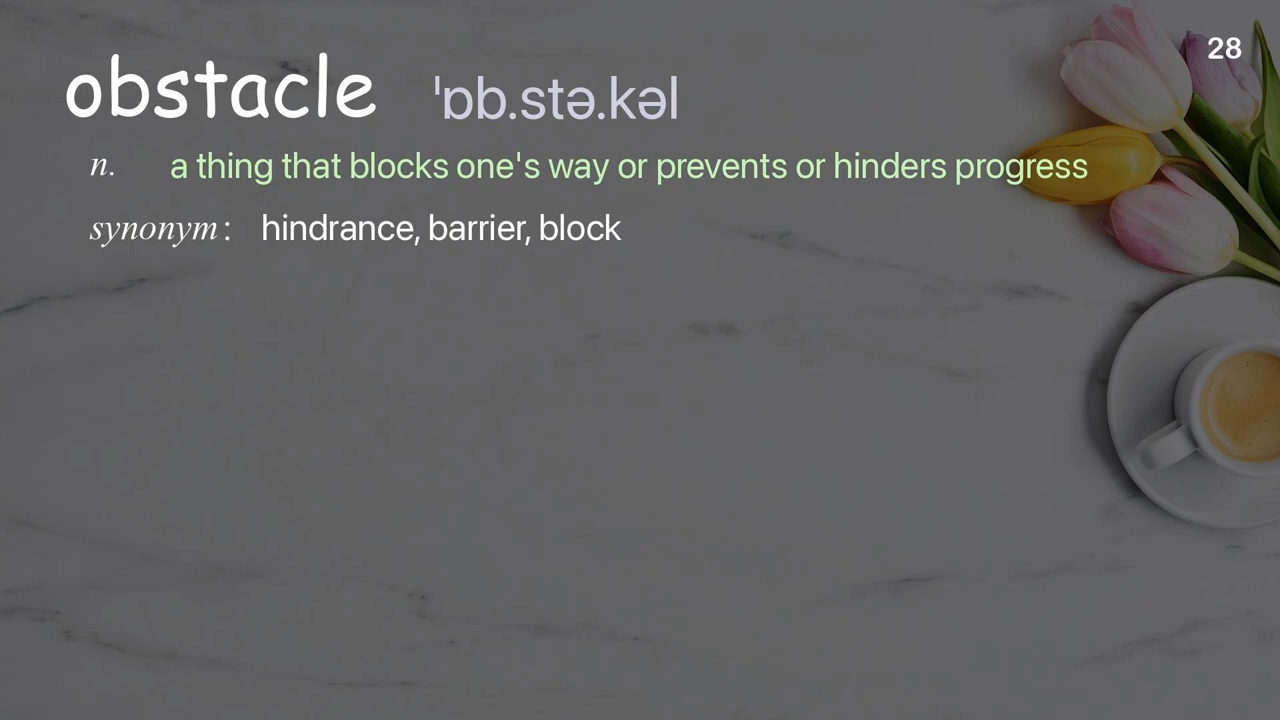 28
obstacle ˈɒb.stə.kəl
n. a thing that blocks one's way or prevents or hinders progress
synonym : hindrance, barrier, block